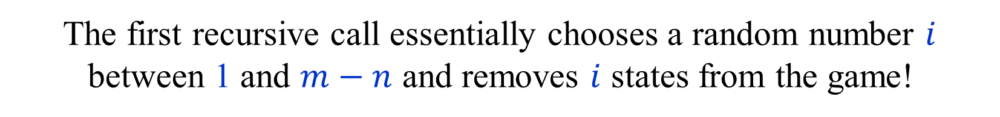 The first recursive call essentially chooses a random number i
between 1 and m − n and removes i states from the game!